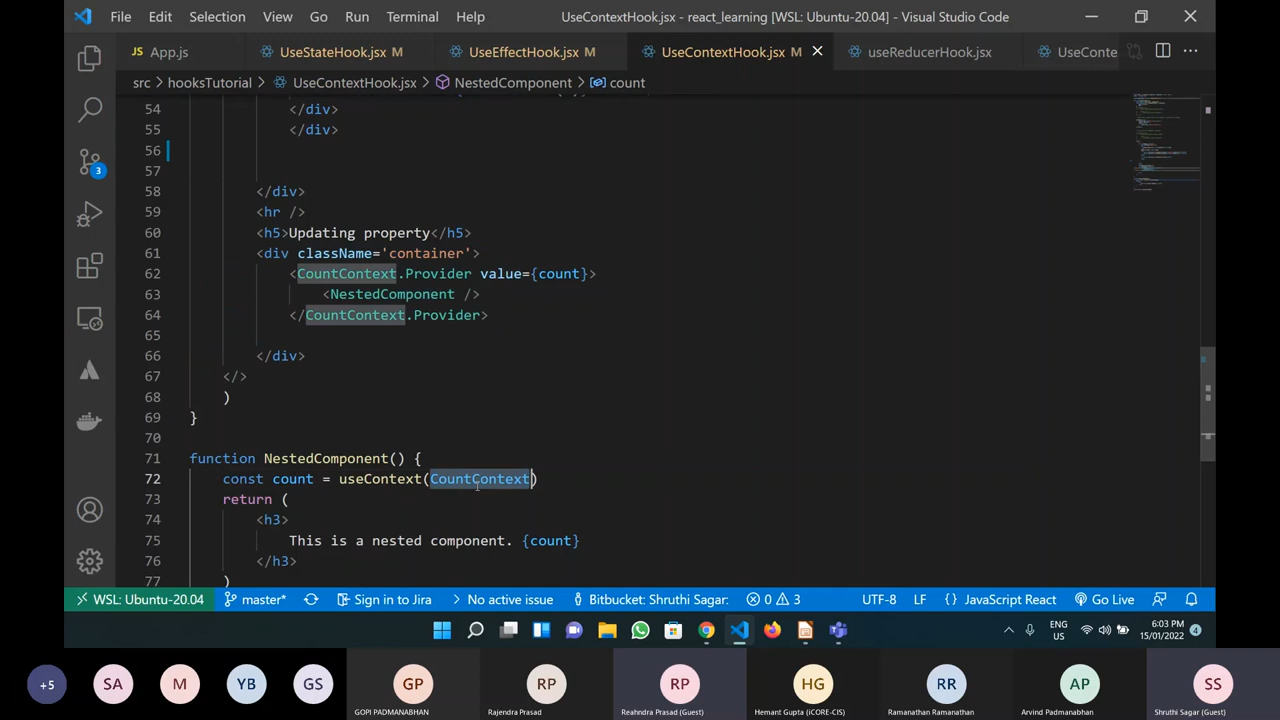 File Edit Selection View Go Run Terminal Help UseContextHook.jsx - react_learning [WSL: Ubuntu-20.04] - Visual Studio Code
JS App.js UseStateHook.jsx M UseEffectHook.jsx M UseContextHook.jsx M useReducerHook.jsx UseConte
src > hooksTutorial > UseContextHook.jsx > NestedComponent > count
54 </div>
55 </div>
56
57
58 </div>
59 <hr />
60 <h5>Updating property</h5>
61 <div className='container'>
62 <CountContext.Provider value={count}>
63 <NestedComponent />
64 </CountContext.Provider>
65
66 </div>
67 </>
68 )
69 }
70
71 function NestedComponent() {
72 const count = useContext(CountContext)
73 return (
74 <h3>
75 This is a nested component. {count}
76 </h3>
77 )
3
WSL: Ubuntu-20.04 master* Sign in to Jira No active issue Bitbucket: Shruthi Sagar: 0 3 UTF-8 LF {} JavaScript React Go Live
ENG US 6:03 PM 15/01/2022 4
+5 SA M YB GS GP RP RP HG RR AP SS
GOPI PADMANABHAN Rajendra Prasad Reahndra Prasad (Guest) Hemant Gupta (iCORE-CIS) Ramanathan Ramanathan Arvind Padmanabhan Shruthi Sagar (Guest)